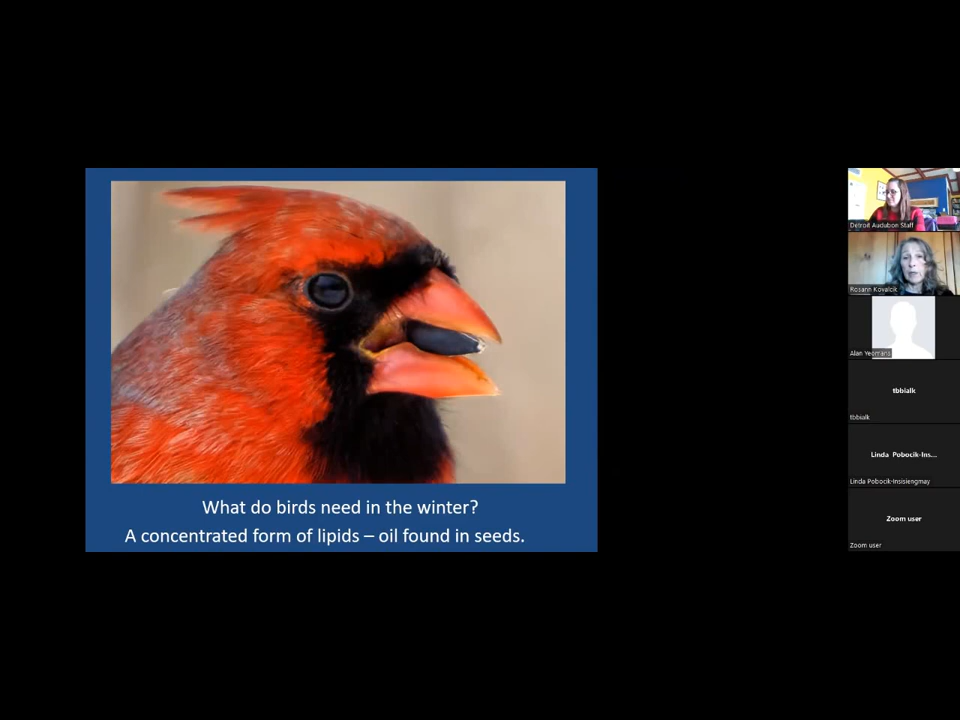 What do birds need in the winter?
A concentrated form of lipids – oil found in seeds.
Detroit Audubon Staff
Rosann Kovalcik
Alan Yeomans
tbbialk
tbbialk
Linda Pobocik-Ins...
Linda Pobocik-Insisiengmay
Zoom user
Zoom user